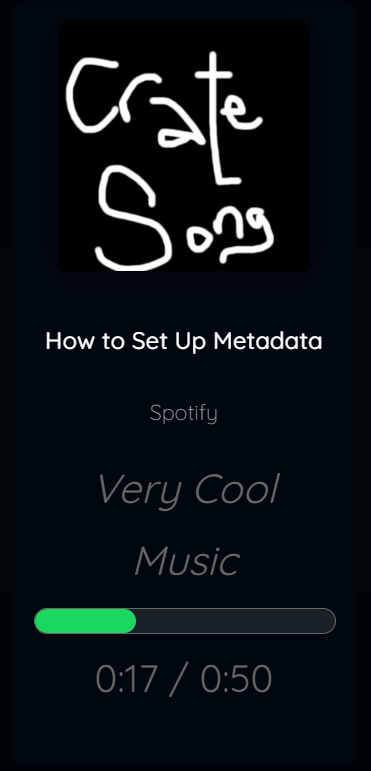 Crate
Song
How to Set Up Metadata
Spotify
Very Cool
Music
0:17 / 0:50